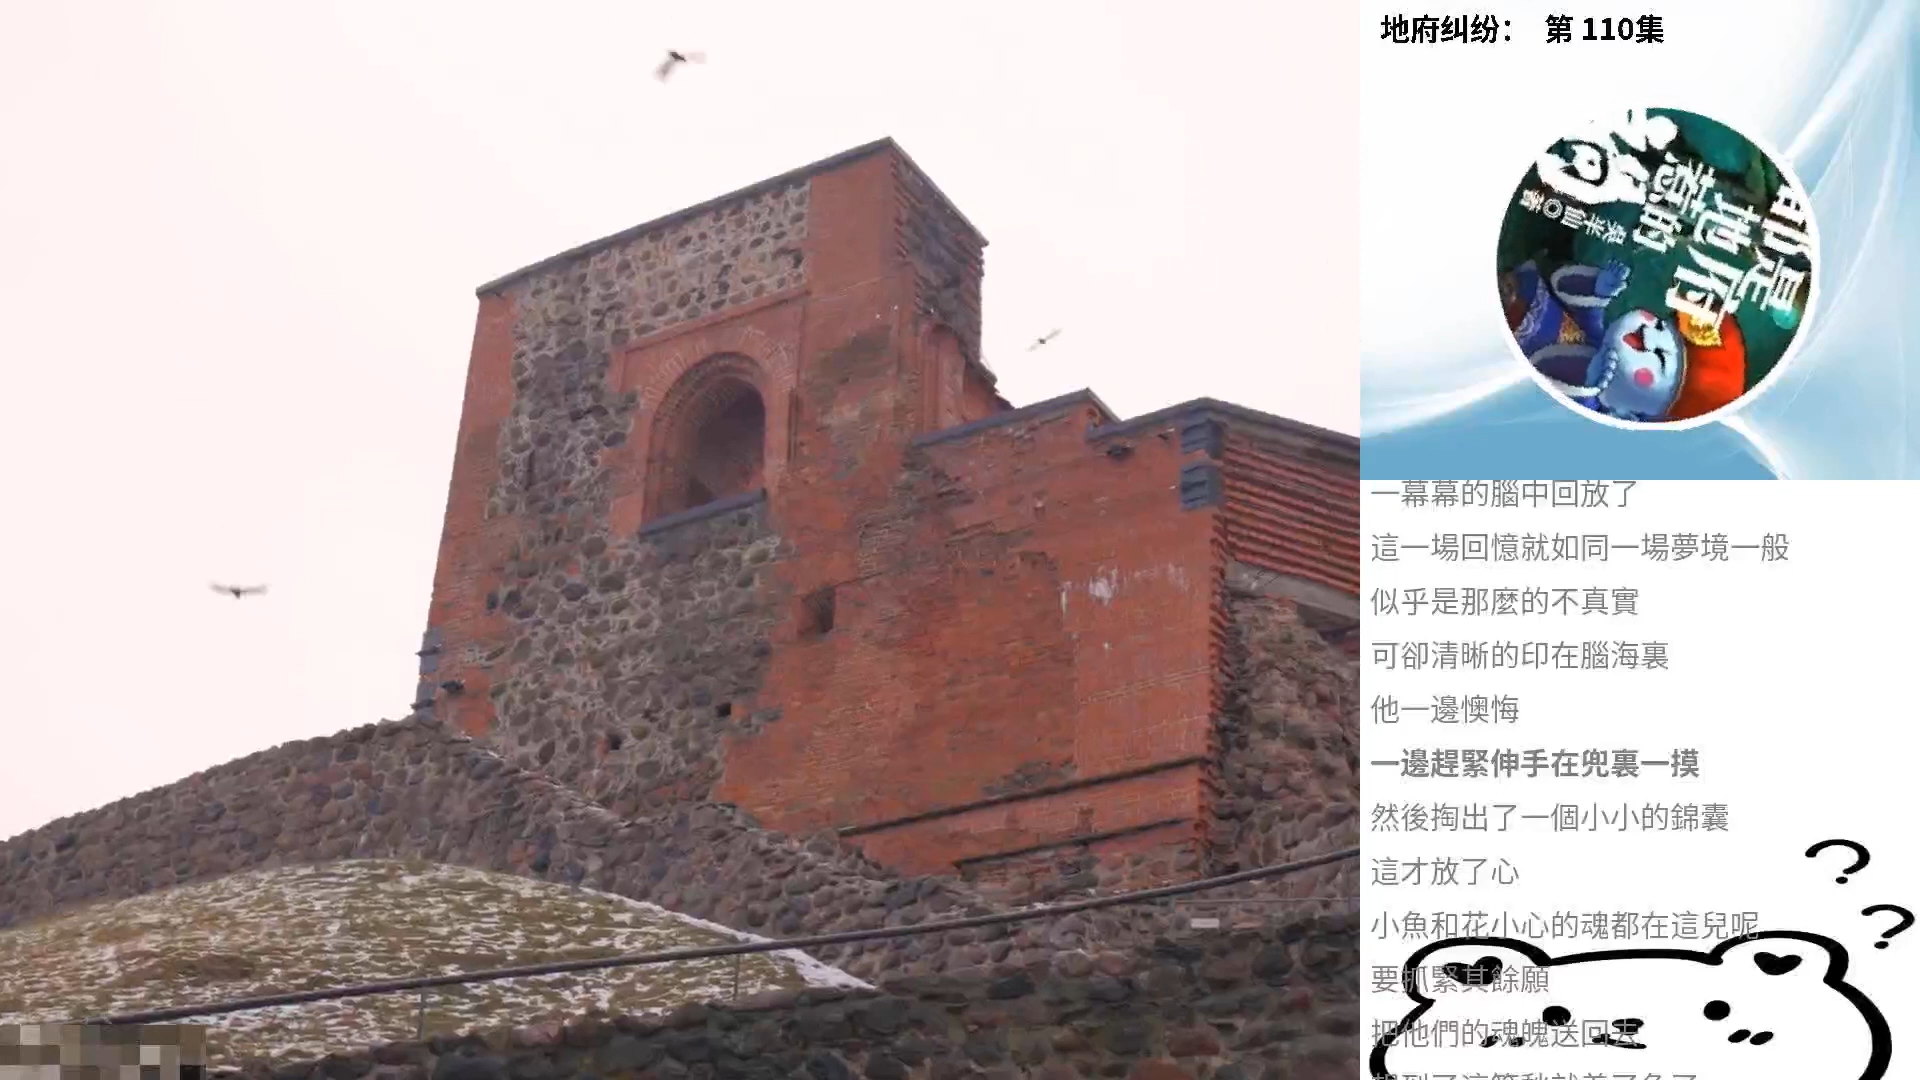 地府纠纷： 第 110集
那是
地府
的
一幕幕的腦中回放了
這一場回憶就如同一場夢境一般
似乎是那麼的不真實
可卻清晰的印在腦海裏
他一邊懊悔
一邊趕緊伸手在兜裏一摸
然後掏出了一個小小的錦囊
這才放了心
小魚和花小心的魂都在這兒呢
要抓緊其餘願
把他們的魂魄送回去